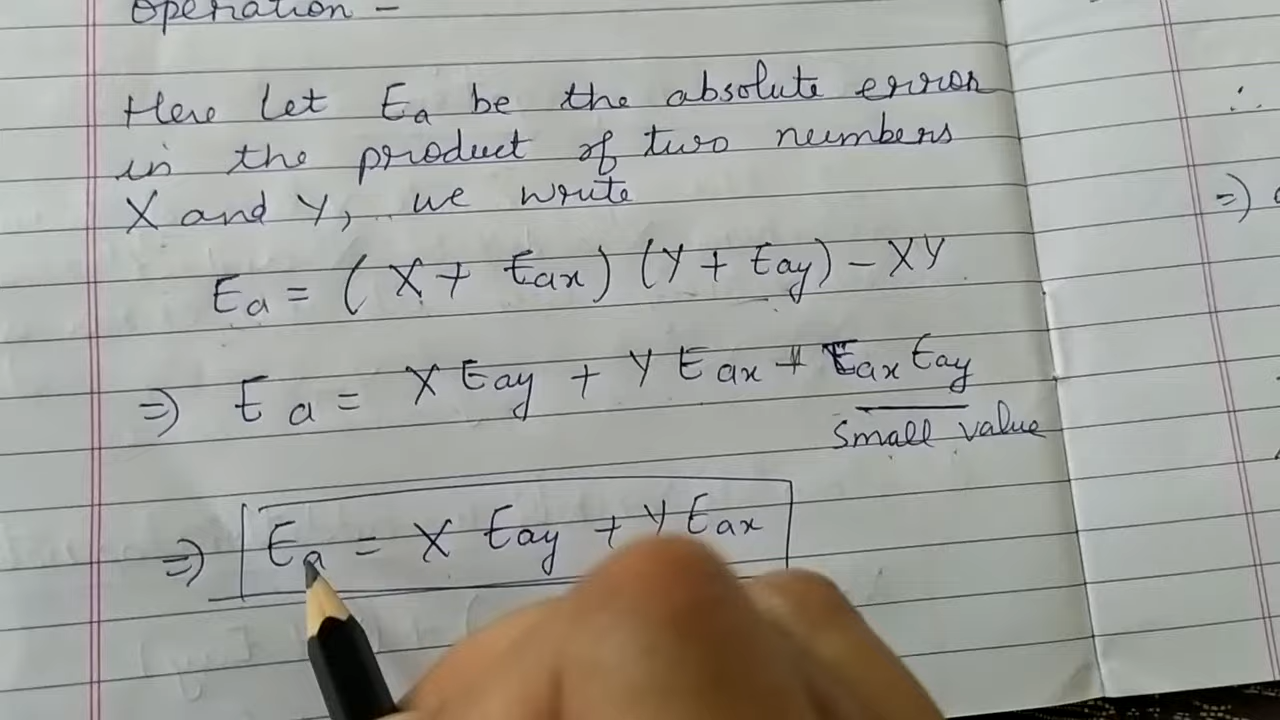 Operation -
Here let Ea be the absolute error
in the product of two numbers
X and Y, we write
Ea = (X + Eax) (Y + Eay) - XY
⇒) Ea = X Eay + Y Eax + Eax Eay
small value
⇒) Ea = X Eay + Y Eax
∴
⇒)